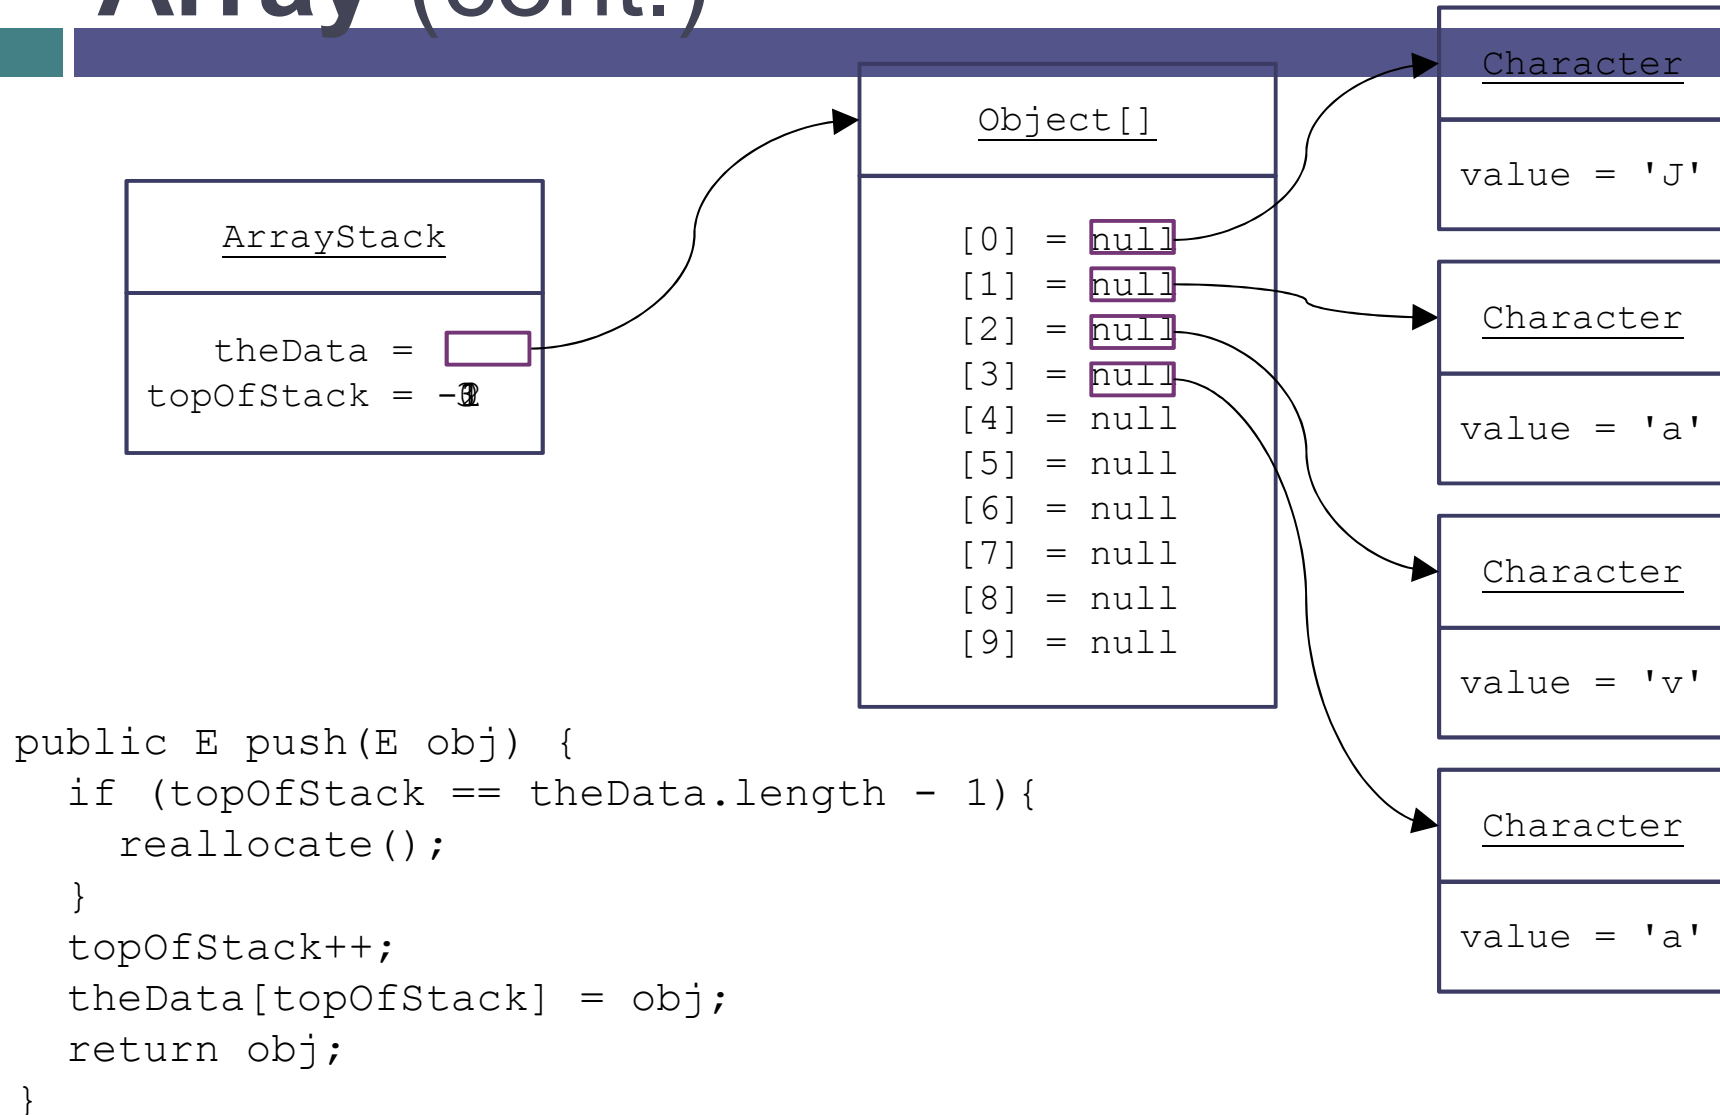 Array (cont.)
ArrayStack
theData =
topOfStack =
Object[]
[0] = null
[1] = null
[2] = null
[3] = null
[4] = null
[5] = null
[6] = null
[7] = null
[8] = null
[9] = null
Character
value = 'J'
Character
value = 'a'
Character
value = 'v'
Character
value = 'a'
public E push(E obj) {
if (topOfStack == theData.length - 1){
reallocate();
}
topOfStack++;
theData[topOfStack] = obj;
return obj;
}